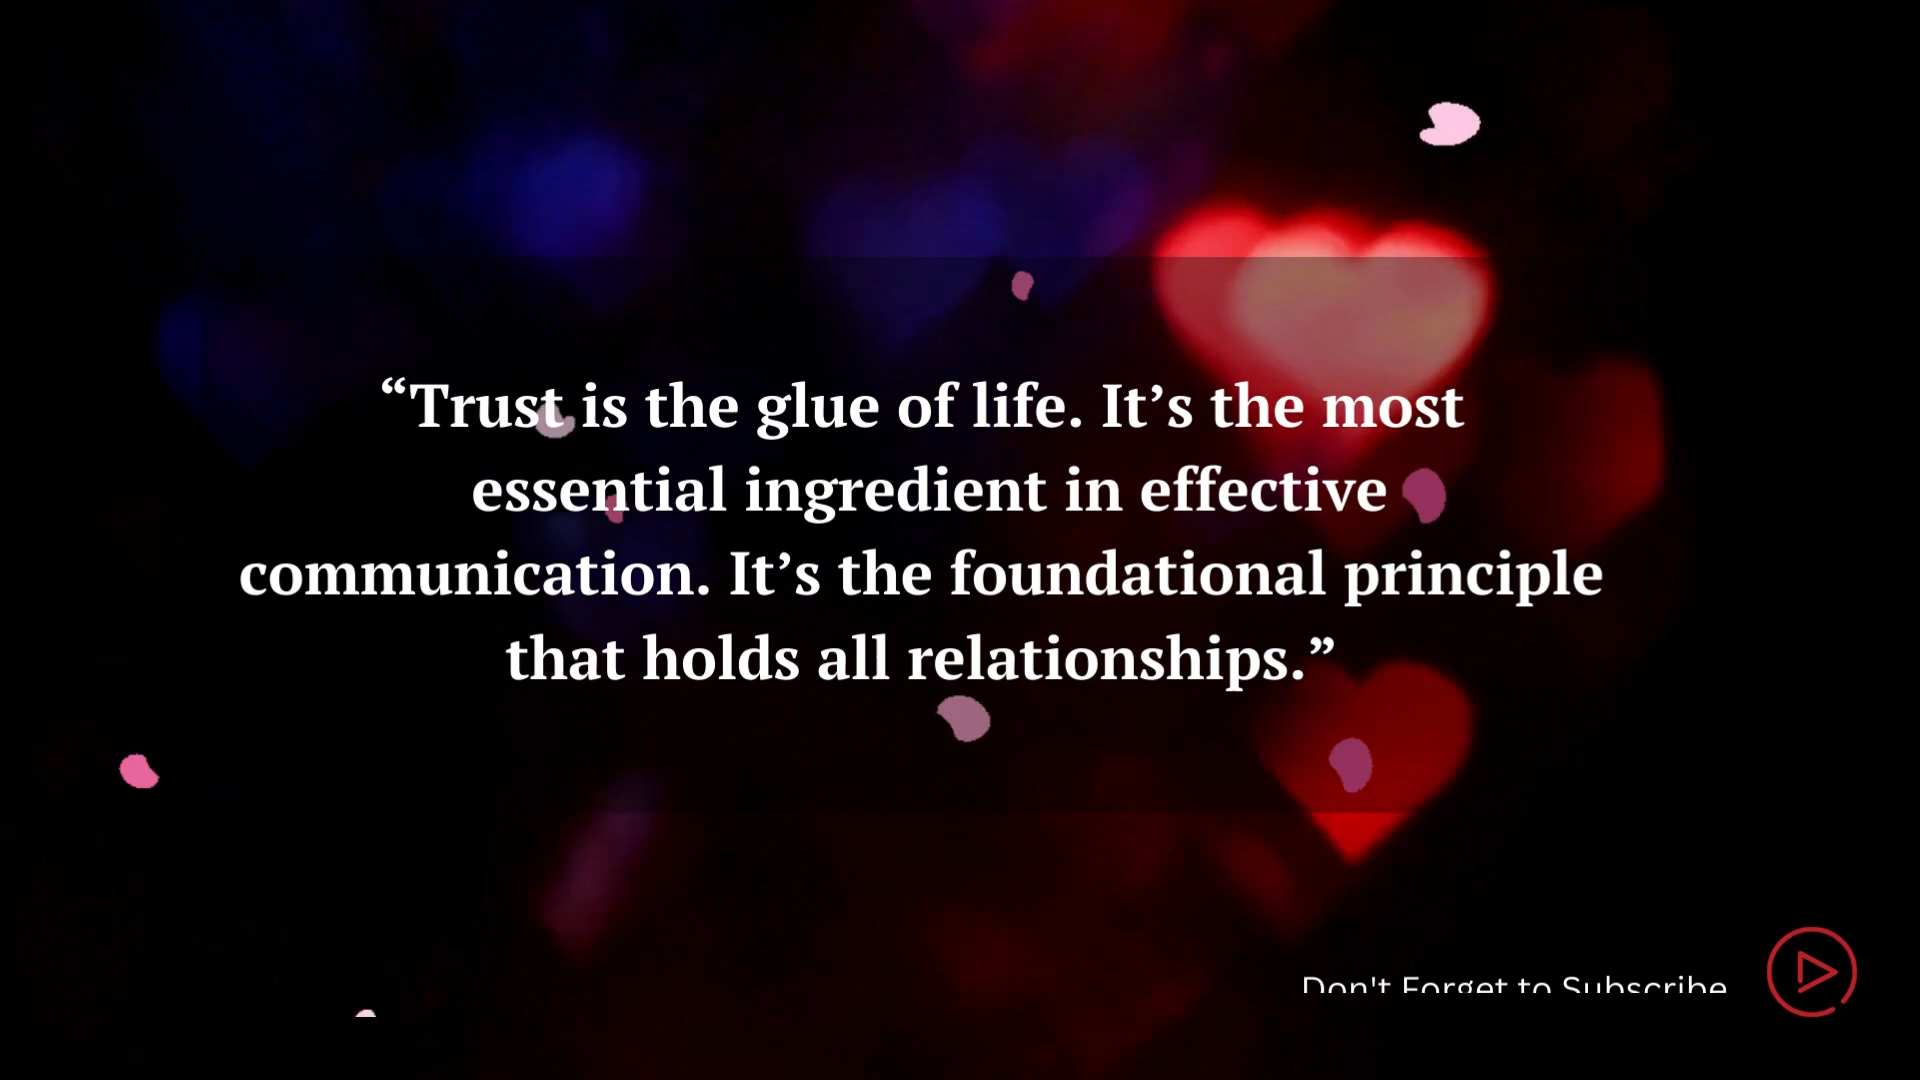 “Trust is the glue of life. It’s the most
essential ingredient in effective
communication. It’s the foundational principle
that holds all relationships.”
Don't Forget to Subscribe